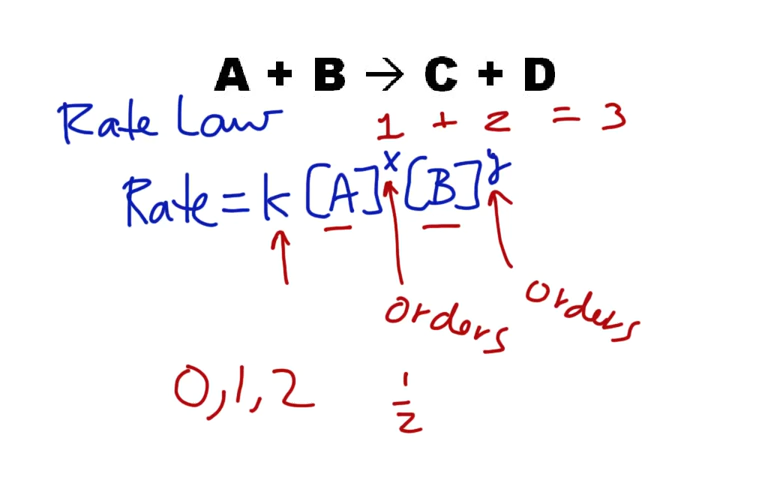 A + B → C + D
Rate Law 1 + 2 = 3
Rate = k [A]^x [B]^y
orders orders
0, 1, 2 1/2